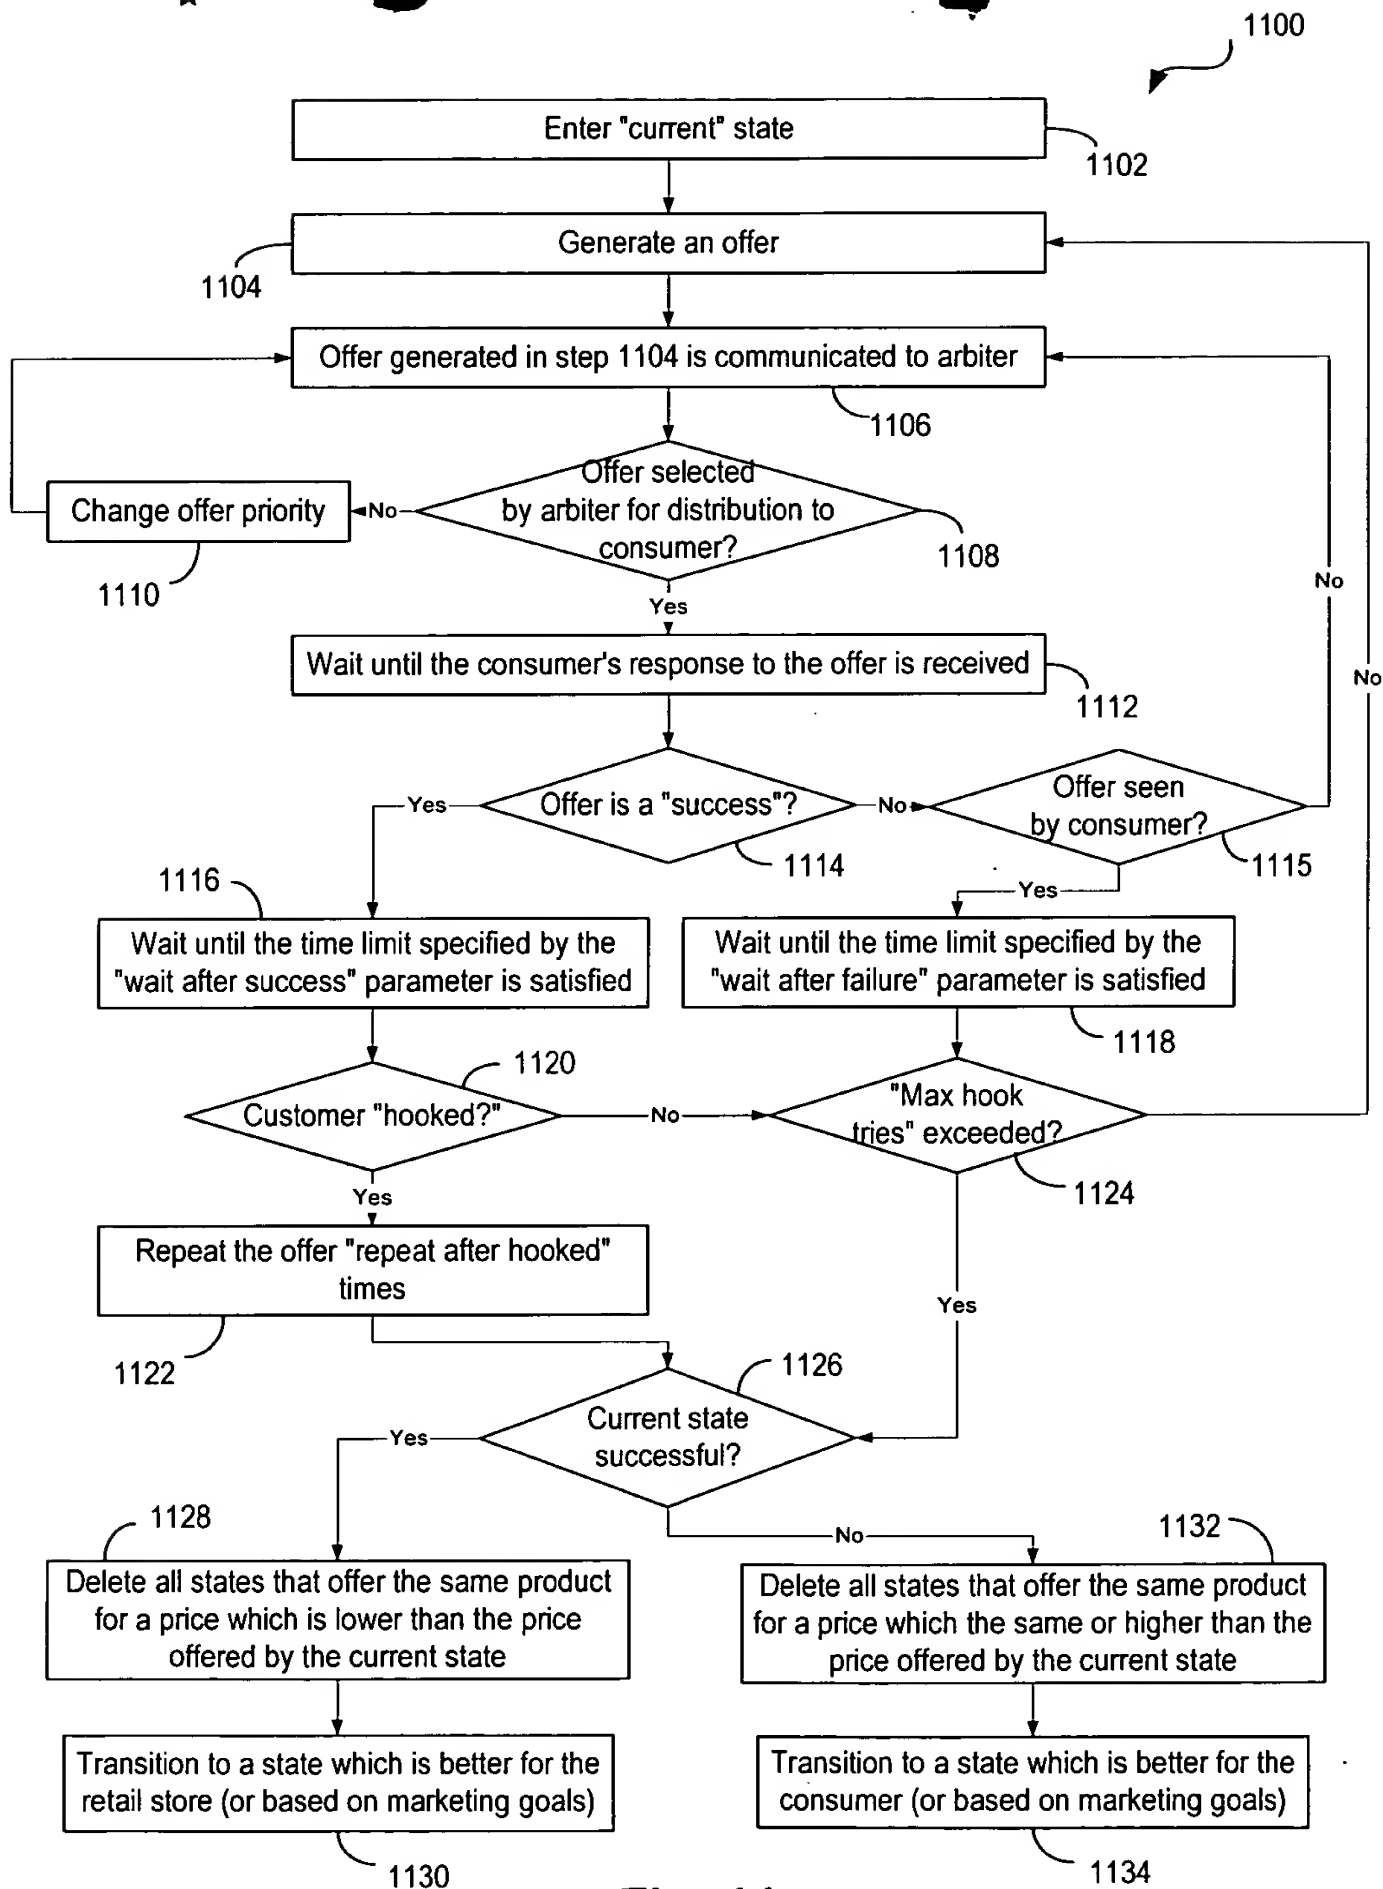 1100
Enter "current" state
1102
Generate an offer
1104
Offer generated in step 1104 is communicated to arbiter
1106
Offer selected
by arbiter for distribution to
consumer?
1108
No
Change offer priority
1110
Yes
No
Wait until the consumer's response to the offer is received
1112
No
Offer is a "success"?
1114
Yes
No
Offer seen
by consumer?
1115
Yes
1116
Wait until the time limit specified by the
"wait after success" parameter is satisfied
Wait until the time limit specified by the
"wait after failure" parameter is satisfied
1118
1120
Customer "hooked?"
No
"Max hook
tries" exceeded?
1124
Yes
Repeat the offer "repeat after hooked"
times
1122
Yes
1126
Current state
successful?
Yes
No
1128
Delete all states that offer the same product
for a price which is lower than the price
offered by the current state
1132
Delete all states that offer the same product
for a price which the same or higher than the
price offered by the current state
Transition to a state which is better for the
retail store (or based on marketing goals)
1130
Transition to a state which is better for the
consumer (or based on marketing goals)
1134